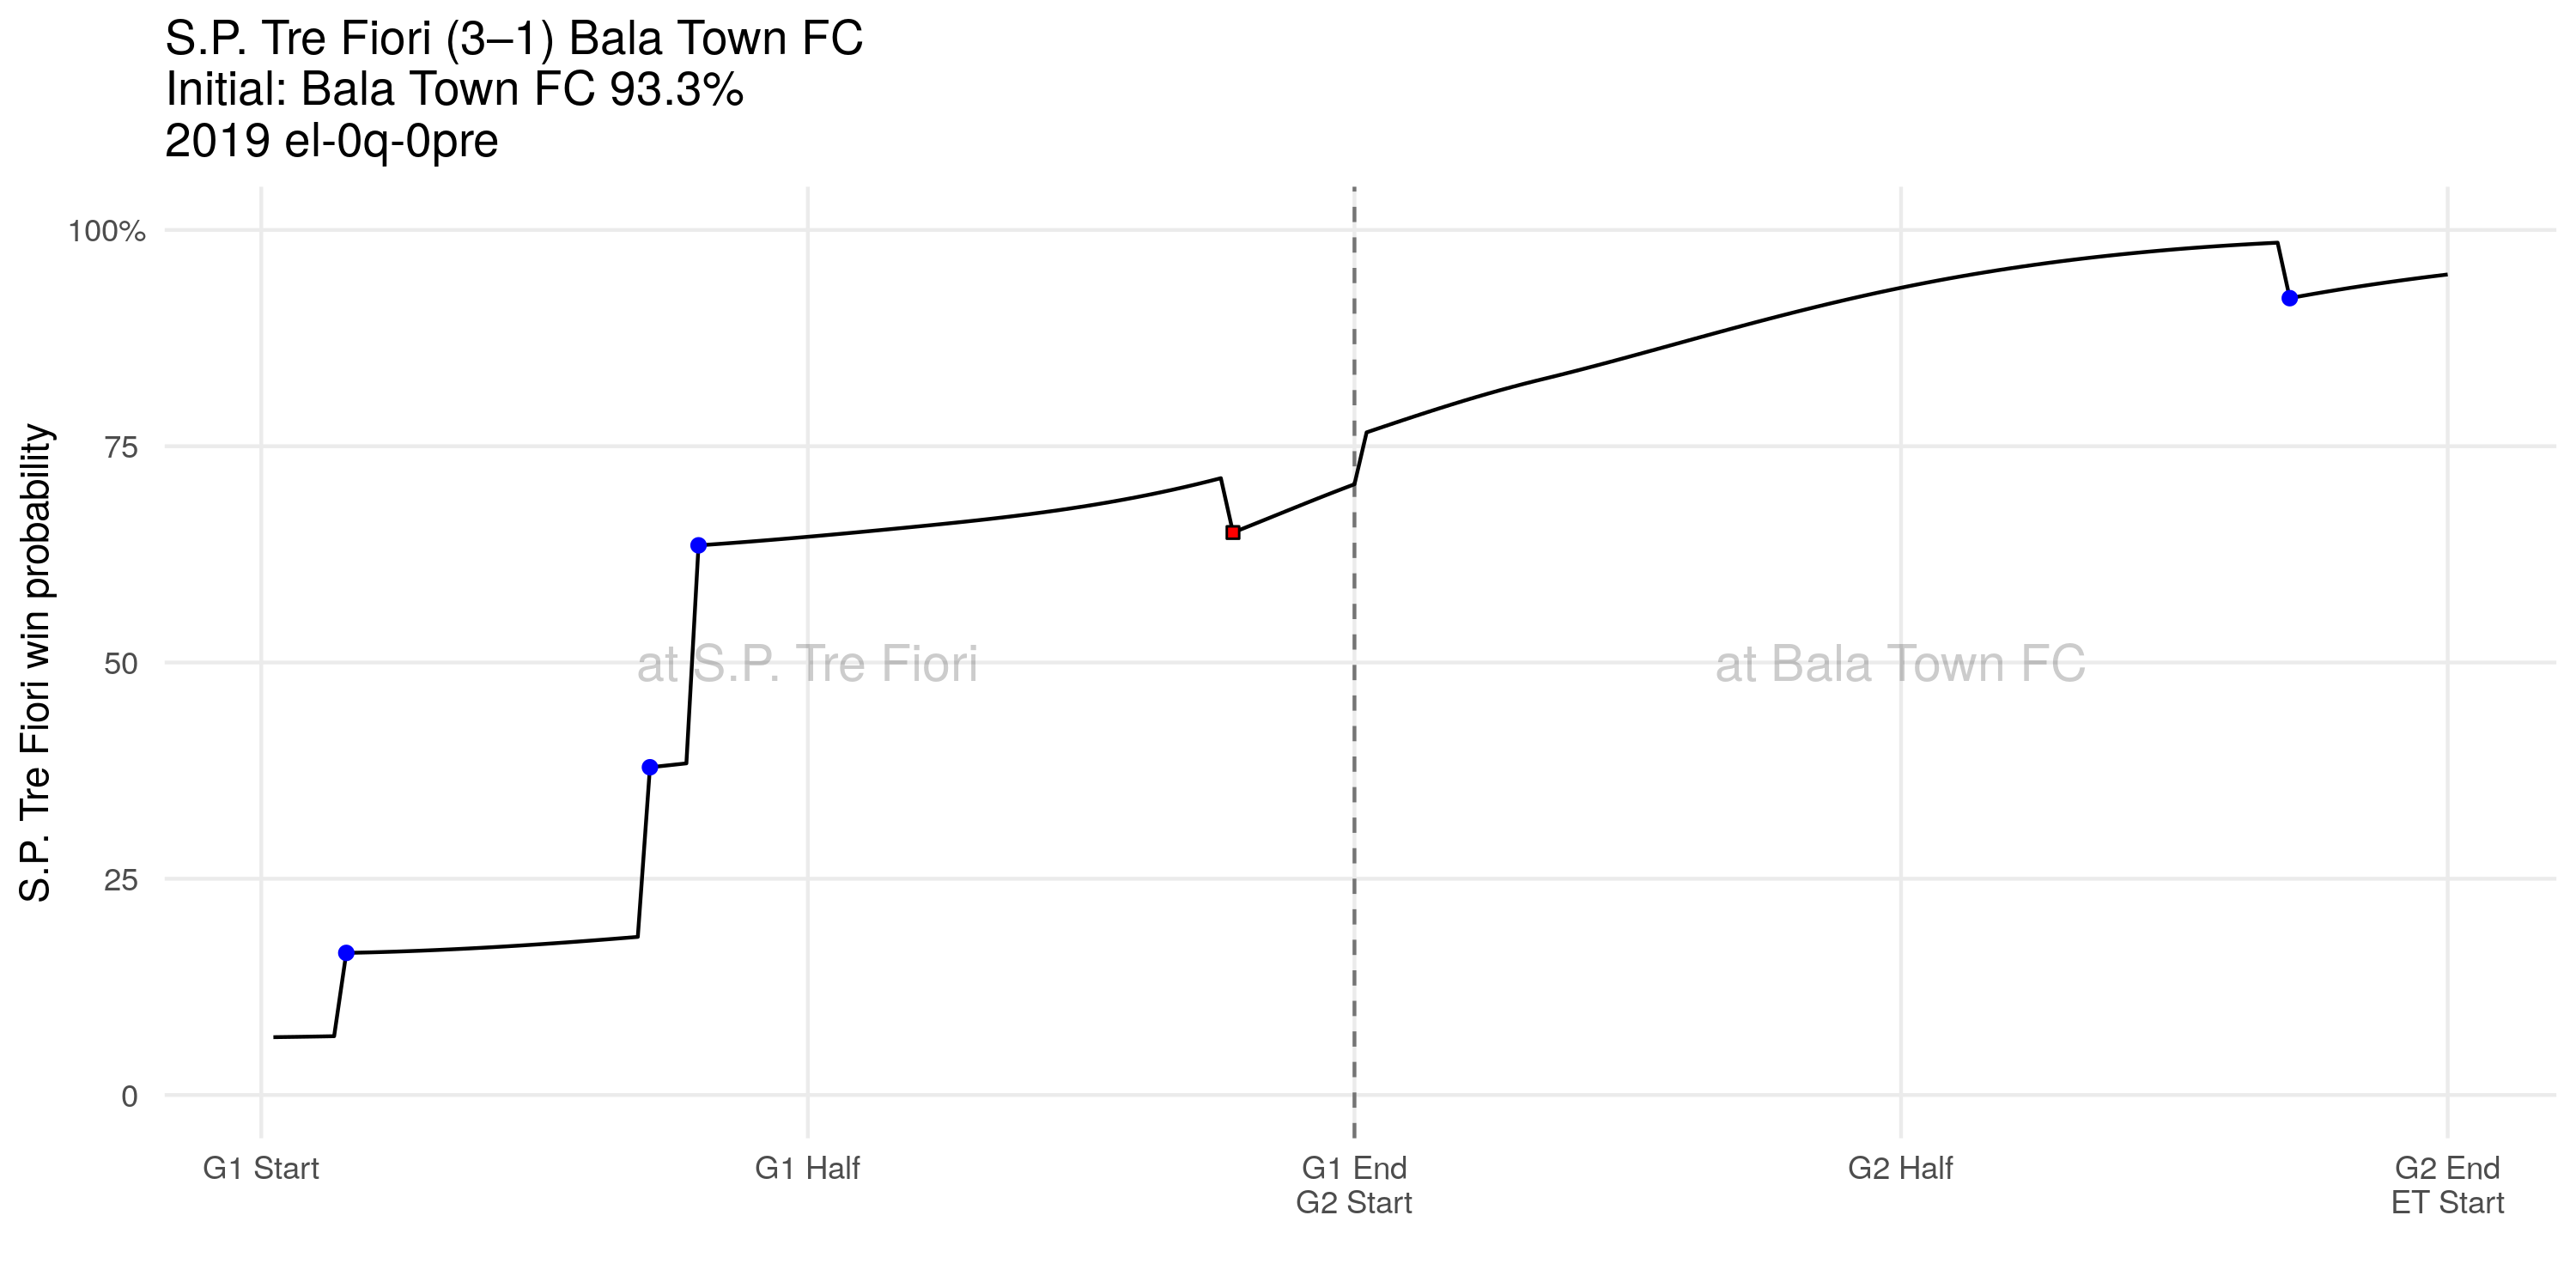 S.P. Tre Fiori (3–1) Bala Town FC
Initial: Bala Town FC 93.3%
2019 el-0q-0pre
S.P. Tre Fiori win probability
100%
75
50
25
0
at S.P. Tre Fiori
at Bala Town FC
G1 Start
G1 Half
G1 End
G2 Start
G2 Half
G2 End
ET Start